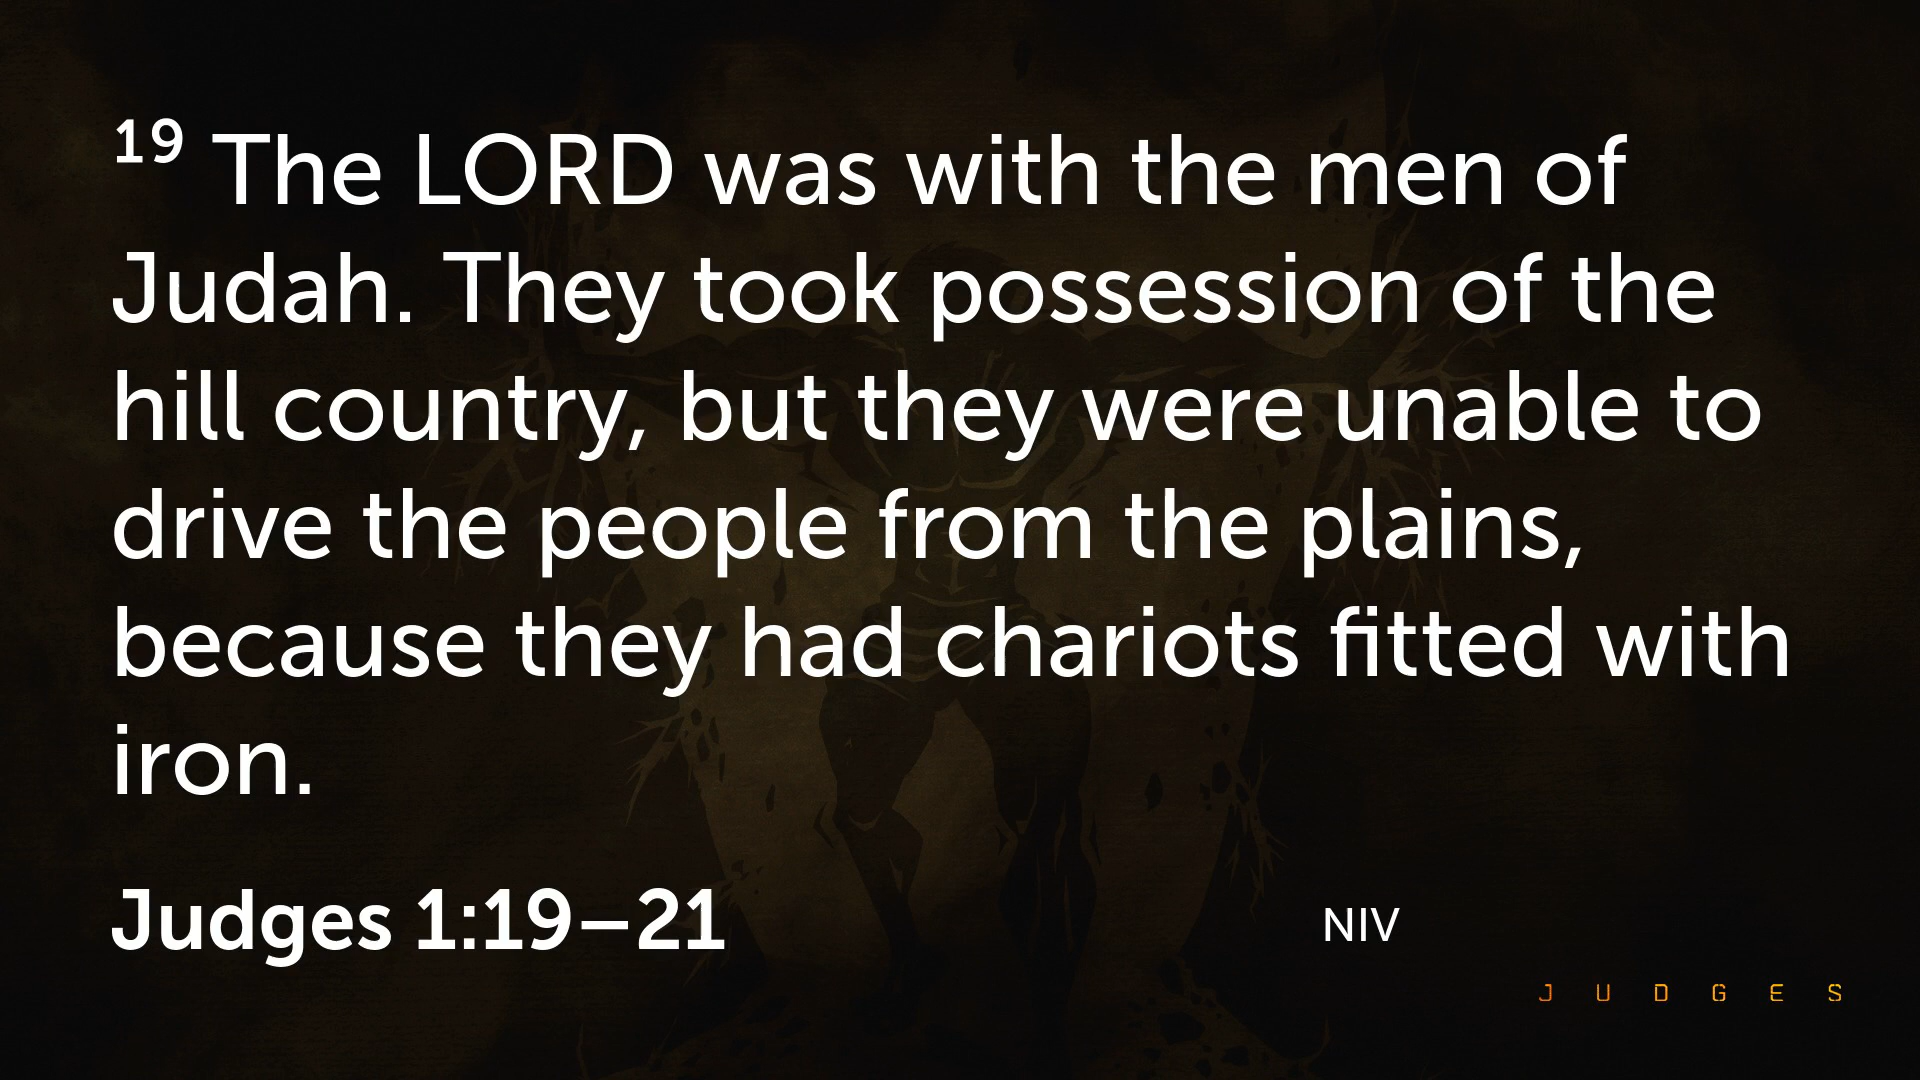 19 The LORD was with the men of
Judah. They took possession of the
hill country, but they were unable to
drive the people from the plains,
because they had chariots fitted with
iron.
Judges 1:19–21
NIV
JUDGES